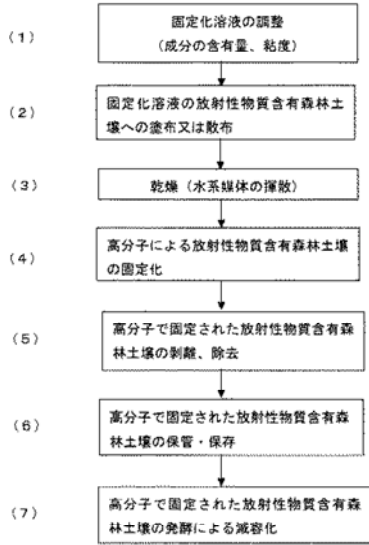 (1)
固定化溶液の調整
(成分の含有量、粘度)
(2)
固定化溶液の放射性物質含有森林土
壌への塗布又は散布
(3)
乾燥(水系媒体の揮散)
(4)
高分子による放射性物質含有森林土壌
の固定化
(5)
高分子で固定された放射性物質含有森
林土壌の剥離、除去
(6)
高分子で固定された放射性物質含有森
林土壌の保管・保存
(7)
高分子で固定された放射性物質含有森
林土壌の発酵による減容化